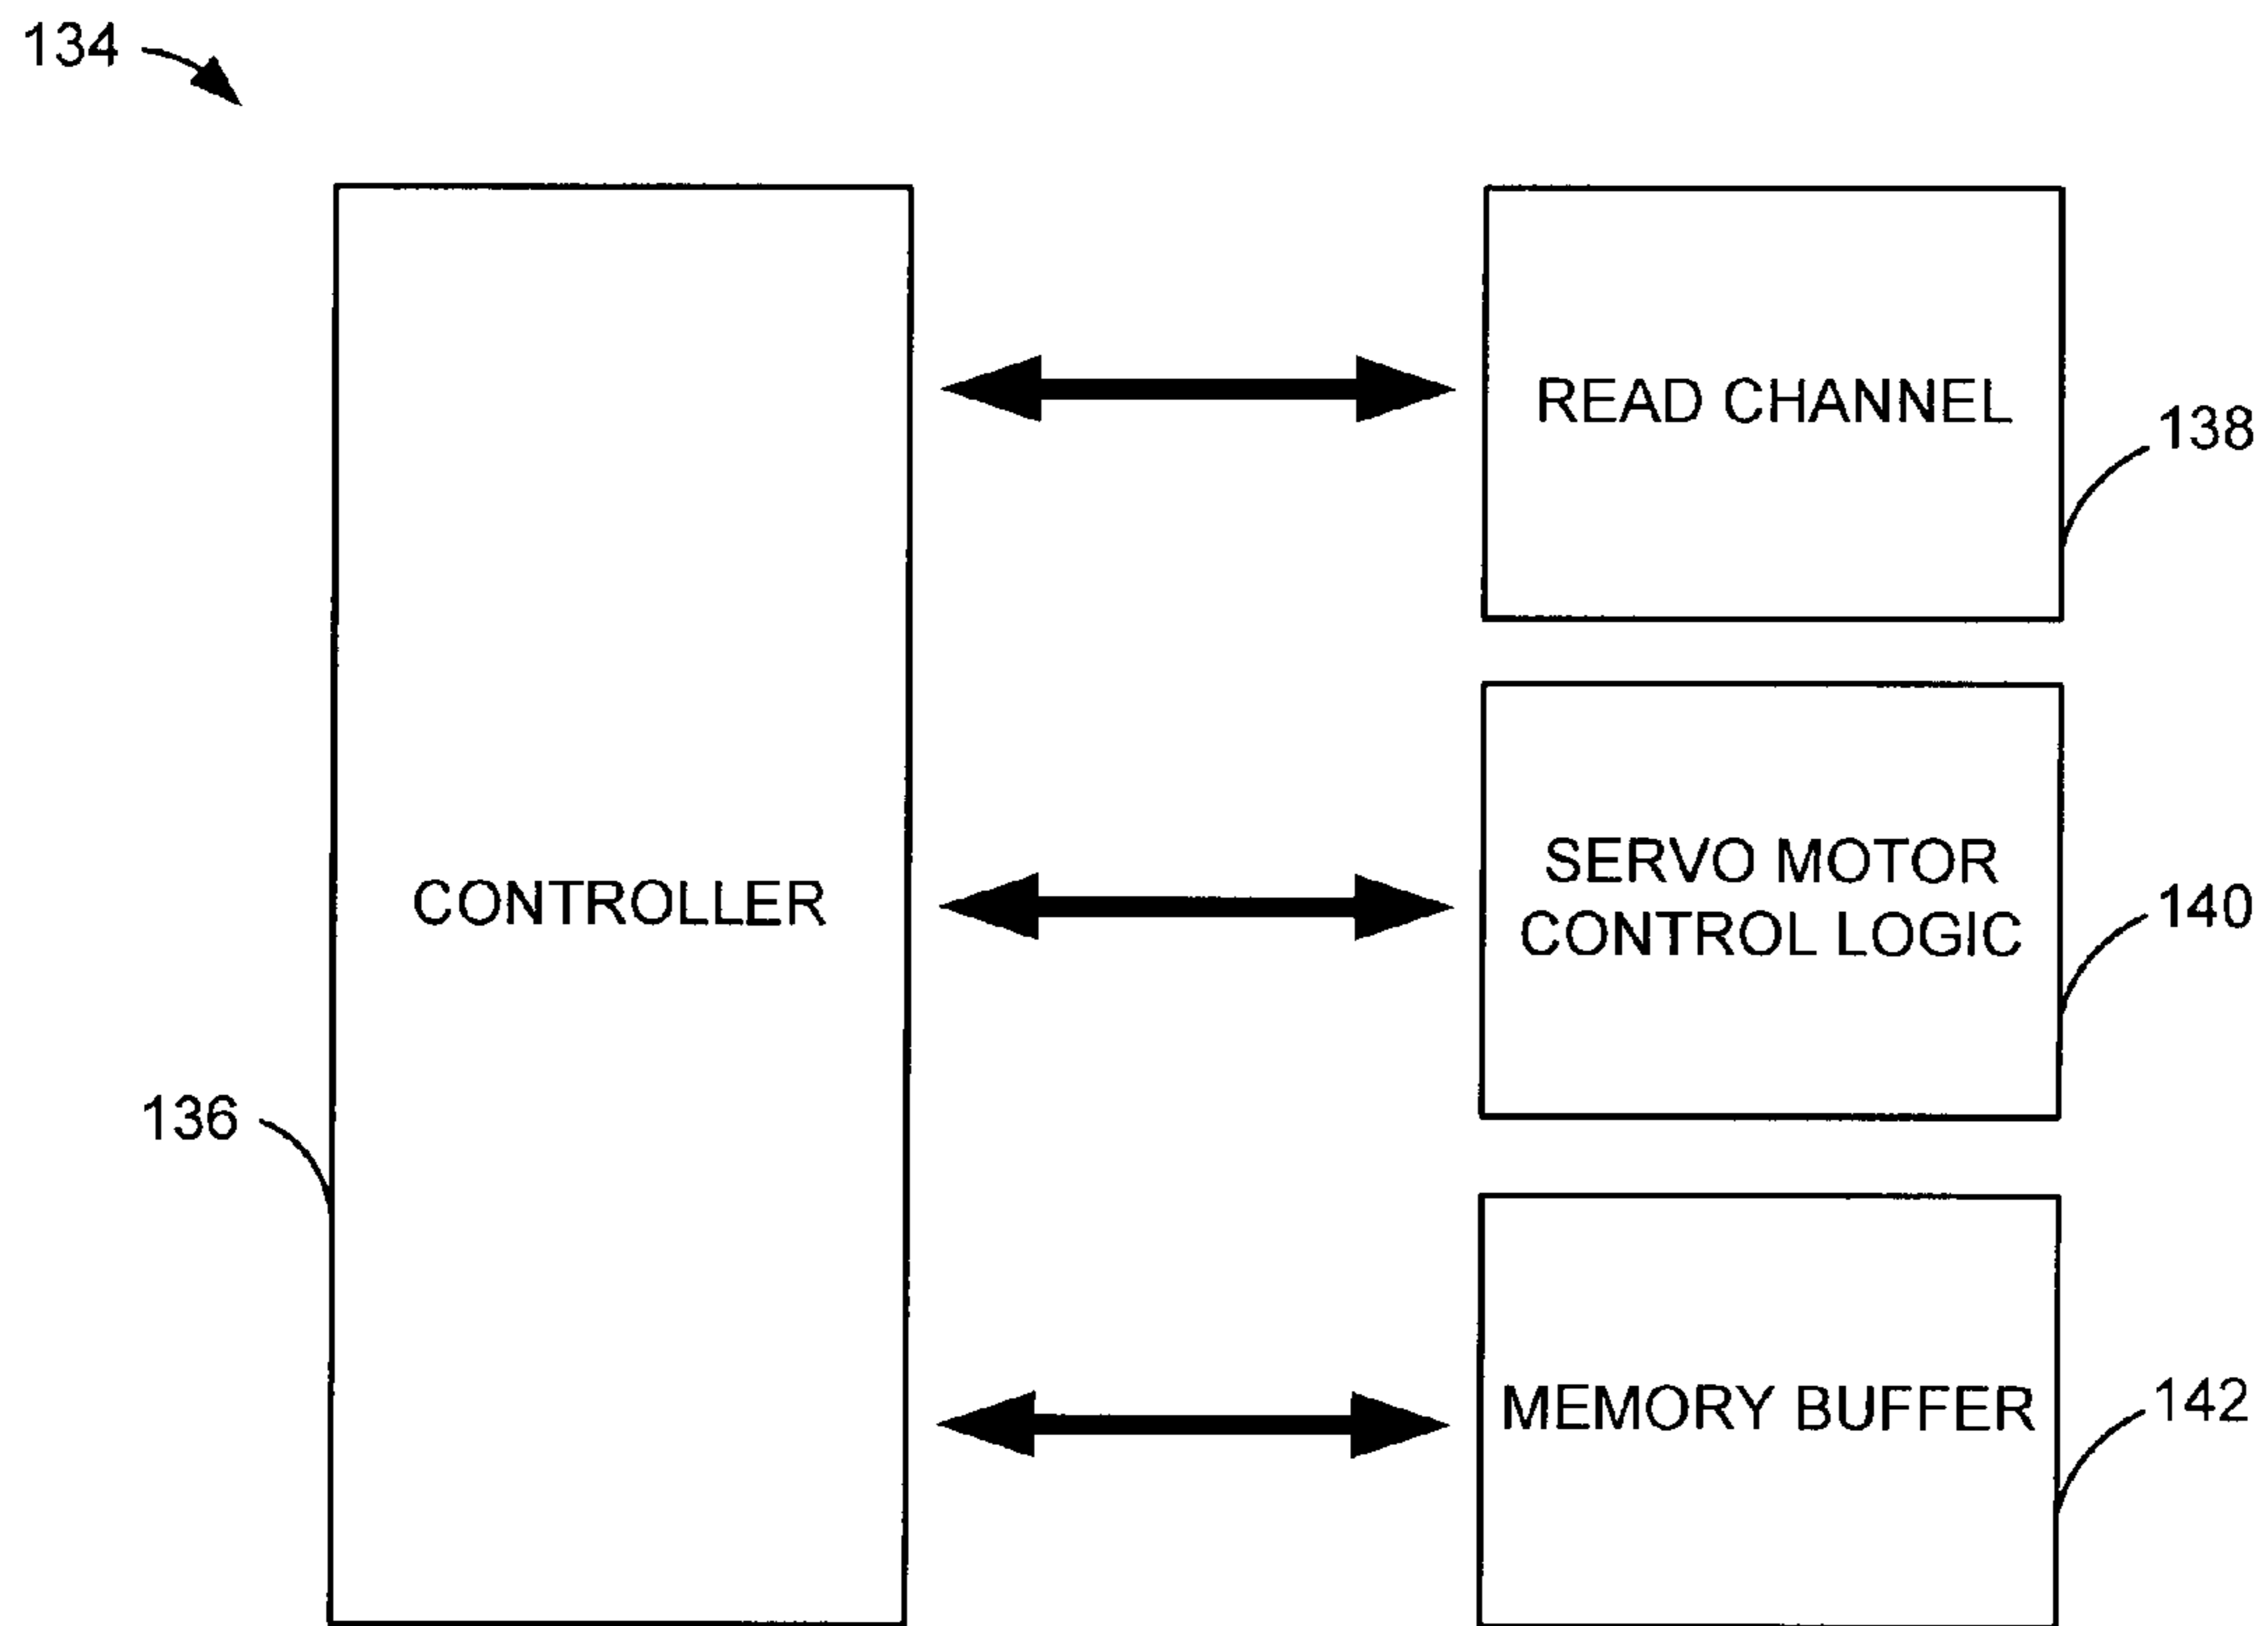 134
READ CHANNEL
138
CONTROLLER
SERVO MOTOR
CONTROL LOGIC
140
136
MEMORY BUFFER
142